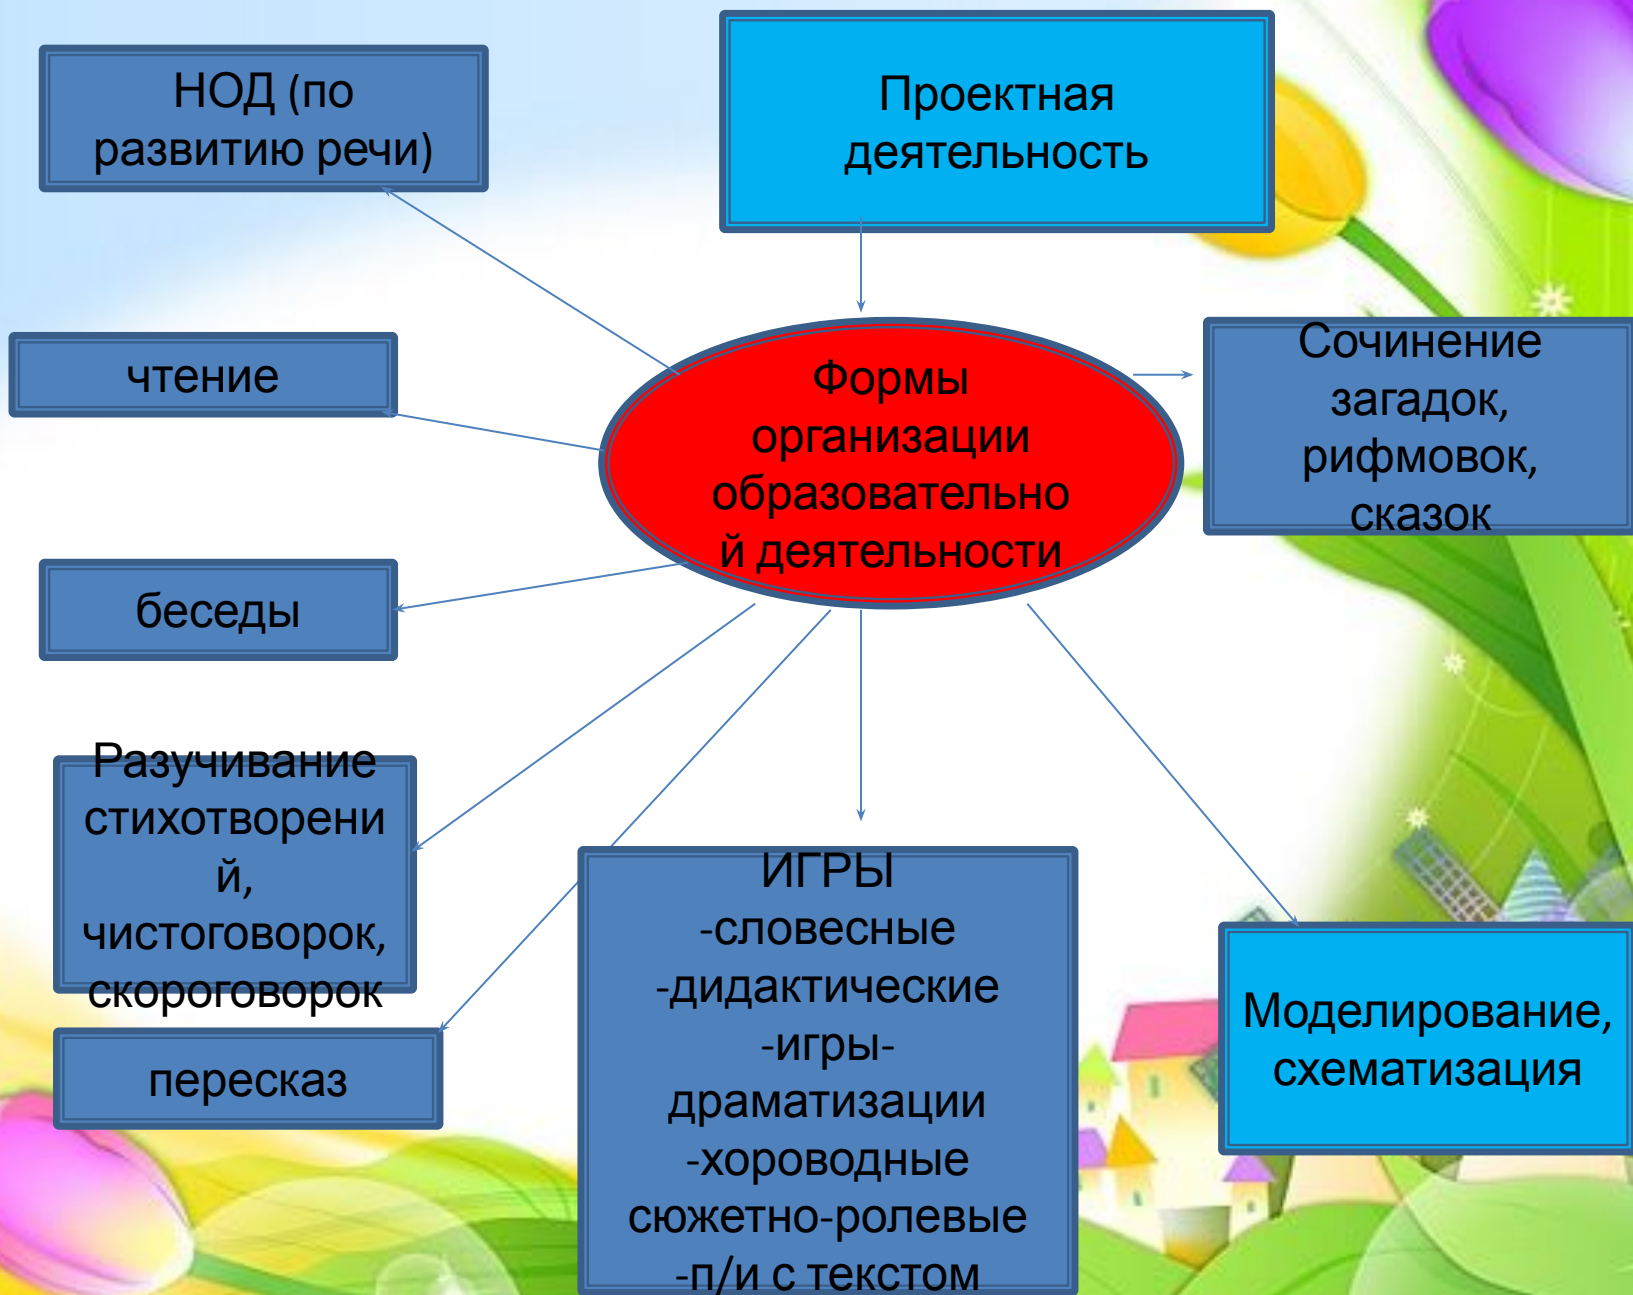 НОД (по
развитию речи)
Проектная
деятельность
чтение
Формы
организации
образовательно
й деятельности
Сочинение
загадок,
рифмовок,
сказок
беседы
Разучивание
стихотворени
й,
чистоговорок,
скороговорок
пересказ
ИГРЫ
-словесные
-дидактические
-игры-
драматизации
-хороводные
сюжетно-ролевые
-п/и с текстом
Моделирование,
схематизация